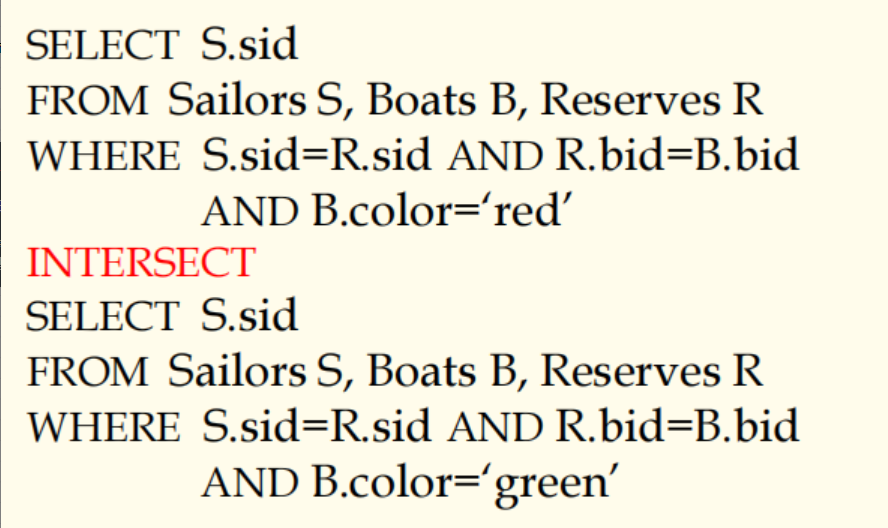 SELECT S.sid
FROM Sailors S, Boats B, Reserves R
WHERE S.sid=R.sid AND R.bid=B.bid
AND B.color=‘red’
INTERSECT
SELECT S.sid
FROM Sailors S, Boats B, Reserves R
WHERE S.sid=R.sid AND R.bid=B.bid
AND B.color=‘green’